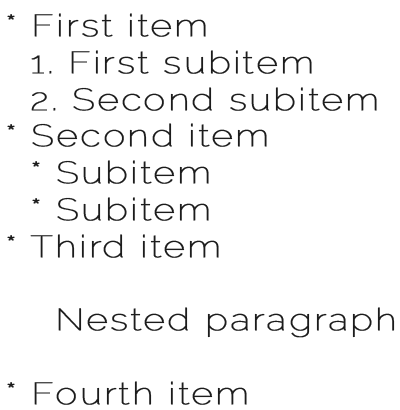 * First item
  1. First subitem
  2. Second subitem
* Second item
  * Subitem
  * Subitem
* Third item

    Nested paragraph

* Fourth item